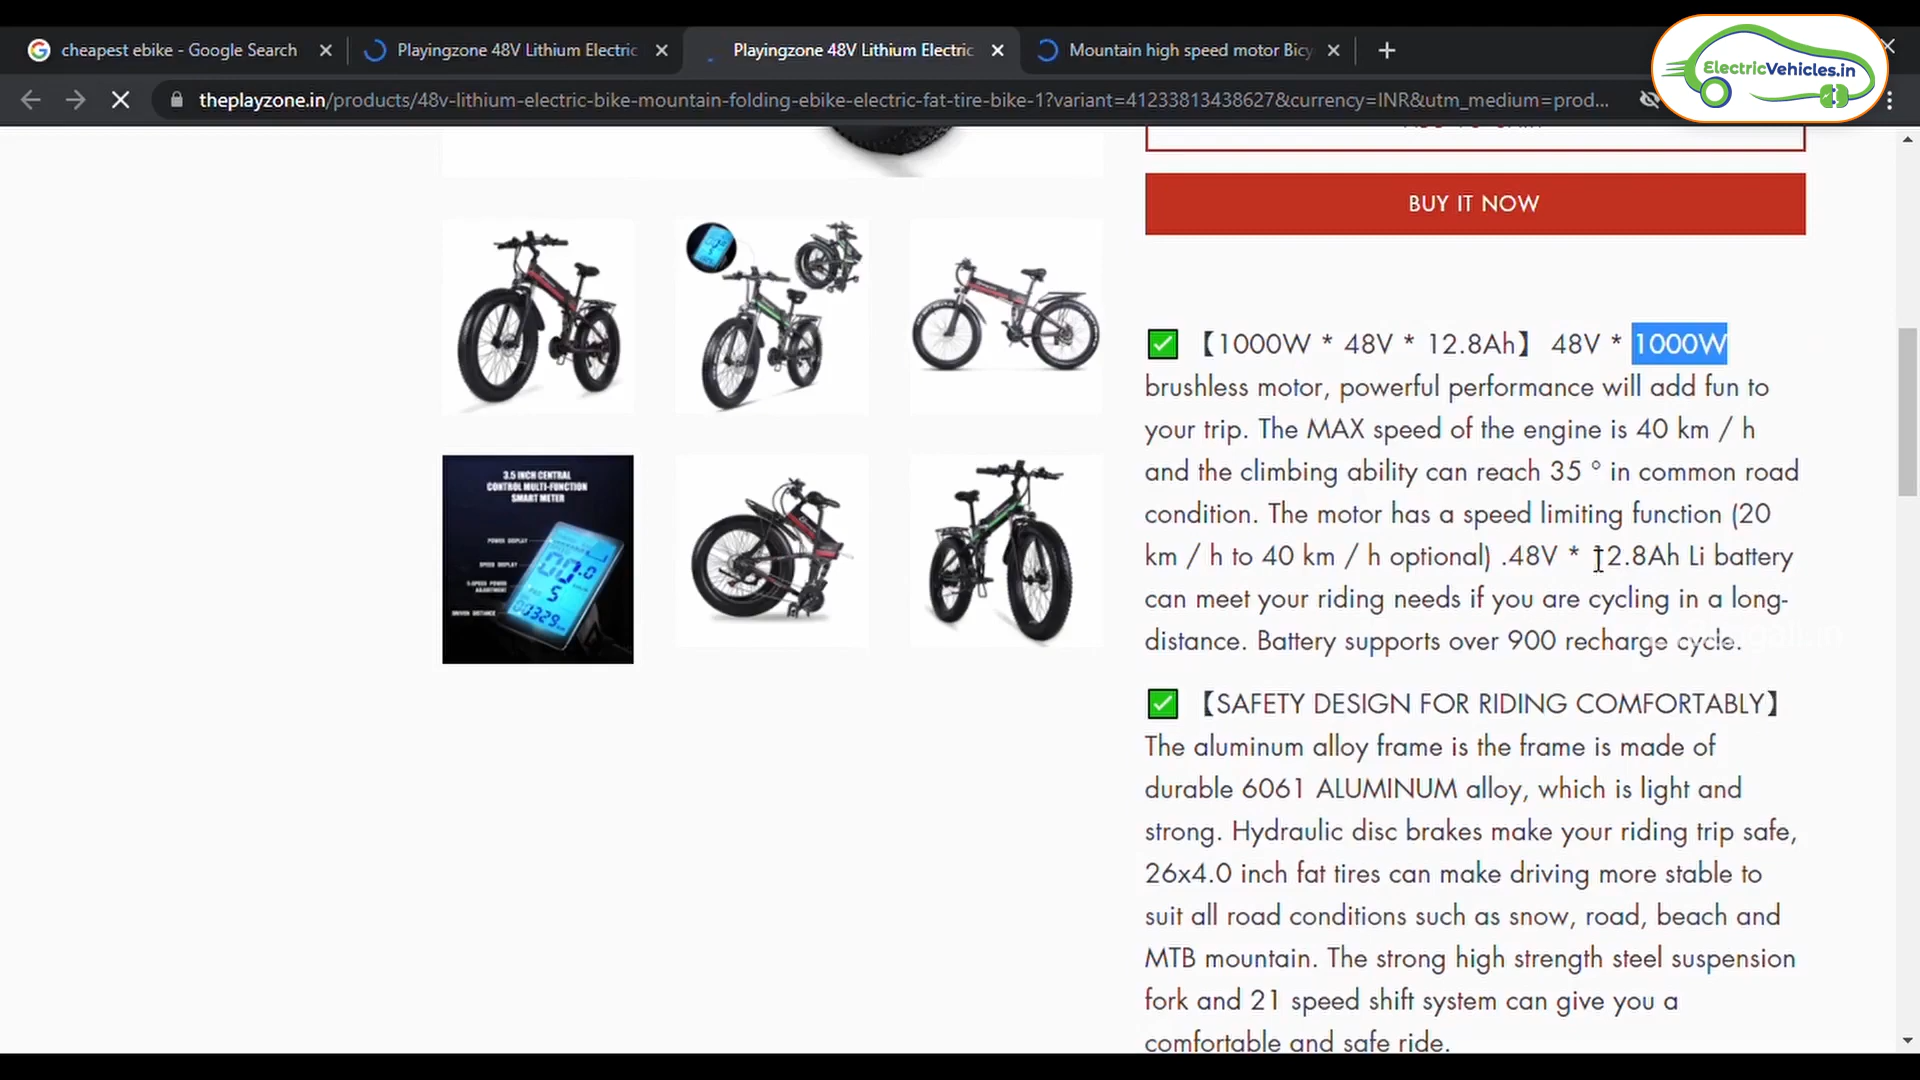 cheapest ebike - Google Search
Playingzone 48V Lithium Electric
Playingzone 48V Lithium Electric
Mountain high speed motor Bicy
ElectricVehicles.in
theplayzone.in/products/48v-lithium-electric-bike-mountain-folding-ebike-electric-fat-tire-bike-1?variant=41233813438627&currency=INR&utm_medium=prod...
BUY IT NOW
【1000W * 48V * 12.8Ah】 48V * 1000W
brushless motor, powerful performance will add fun to
your trip. The MAX speed of the engine is 40 km / h
and the climbing ability can reach 35 ° in common road
condition. The motor has a speed limiting function (20
km / h to 40 km / h optional) .48V * 12.8Ah Li battery
can meet your riding needs if you are cycling in a long-
distance. Battery supports over 900 recharge cycle.
3.5 INCH CENTRAL
CONTROL MULTI-FUNCTION
SMART METER
POWER DISPLAY
SPEED DISPLAY
5-SPEED POWER
ADJUSTMENT
DRIVEN DISTANCE
【SAFETY DESIGN FOR RIDING COMFORTABLY】
The aluminum alloy frame is the frame is made of
durable 6061 ALUMINUM alloy, which is light and
strong. Hydraulic disc brakes make your riding trip safe,
26x4.0 inch fat tires can make driving more stable to
suit all road conditions such as snow, road, beach and
MTB mountain. The strong high strength steel suspension
fork and 21 speed shift system can give you a
comfortable and safe ride.